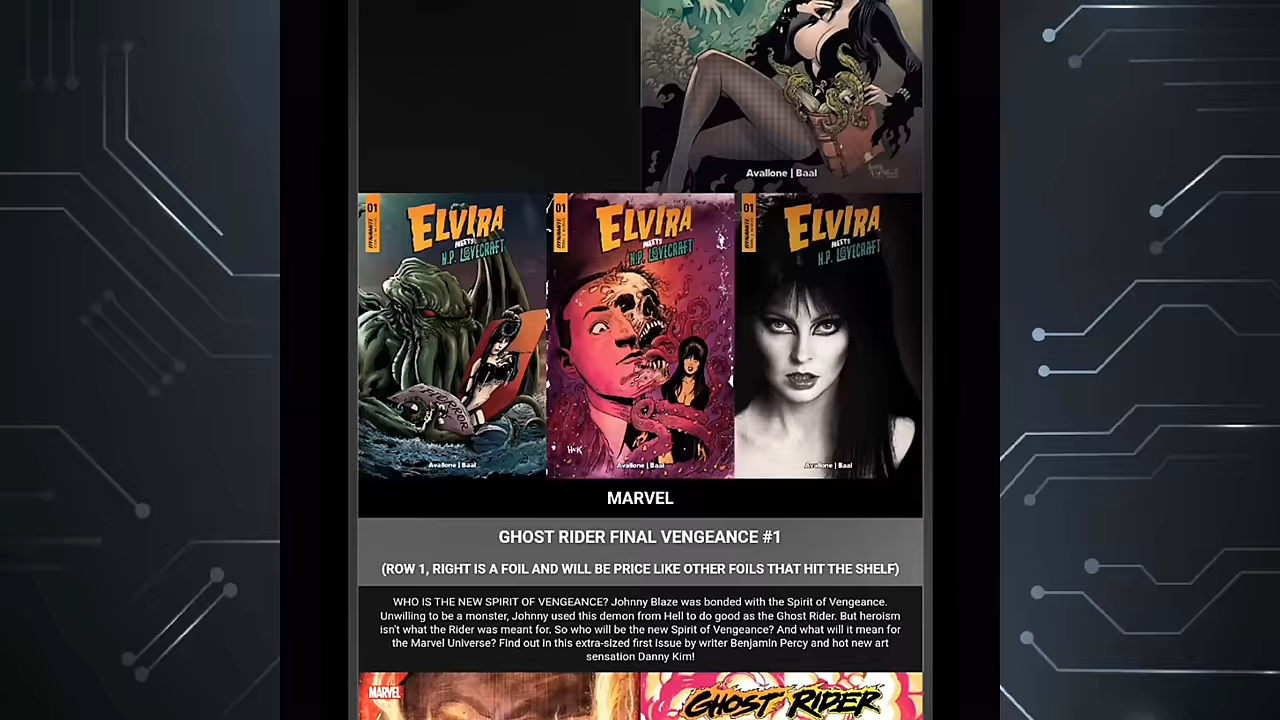 Avallone | Baal
01
DYNAMITE
ELVIRA
MEETS
H.P. LOVECRAFT
HORROR
Avallone | Baal
01
DYNAMITE
ELVIRA
MEETS
H.P. LOVECRAFT
HACK
Avallone | Baal
01
DYNAMITE
ELVIRA
MEETS
H.P. LOVECRAFT
Avallone | Baal
MARVEL
GHOST RIDER FINAL VENGEANCE #1
(ROW 1, RIGHT IS A FOIL AND WILL BE PRICE LIKE OTHER FOILS THAT HIT THE SHELF)
WHO IS THE NEW SPIRIT OF VENGEANCE? Johnny Blaze was bonded with the Spirit of Vengeance.
Unwilling to be a monster, Johnny used this demon from Hell to do good as the Ghost Rider. But heroism
isn't what the Rider was meant for. So who will be the new Spirit of Vengeance? And what will it mean for
the Marvel Universe? Find out in this extra-sized first issue by writer Benjamin Percy and hot new art
sensation Danny Kim!
MARVEL
GHOST RIDER